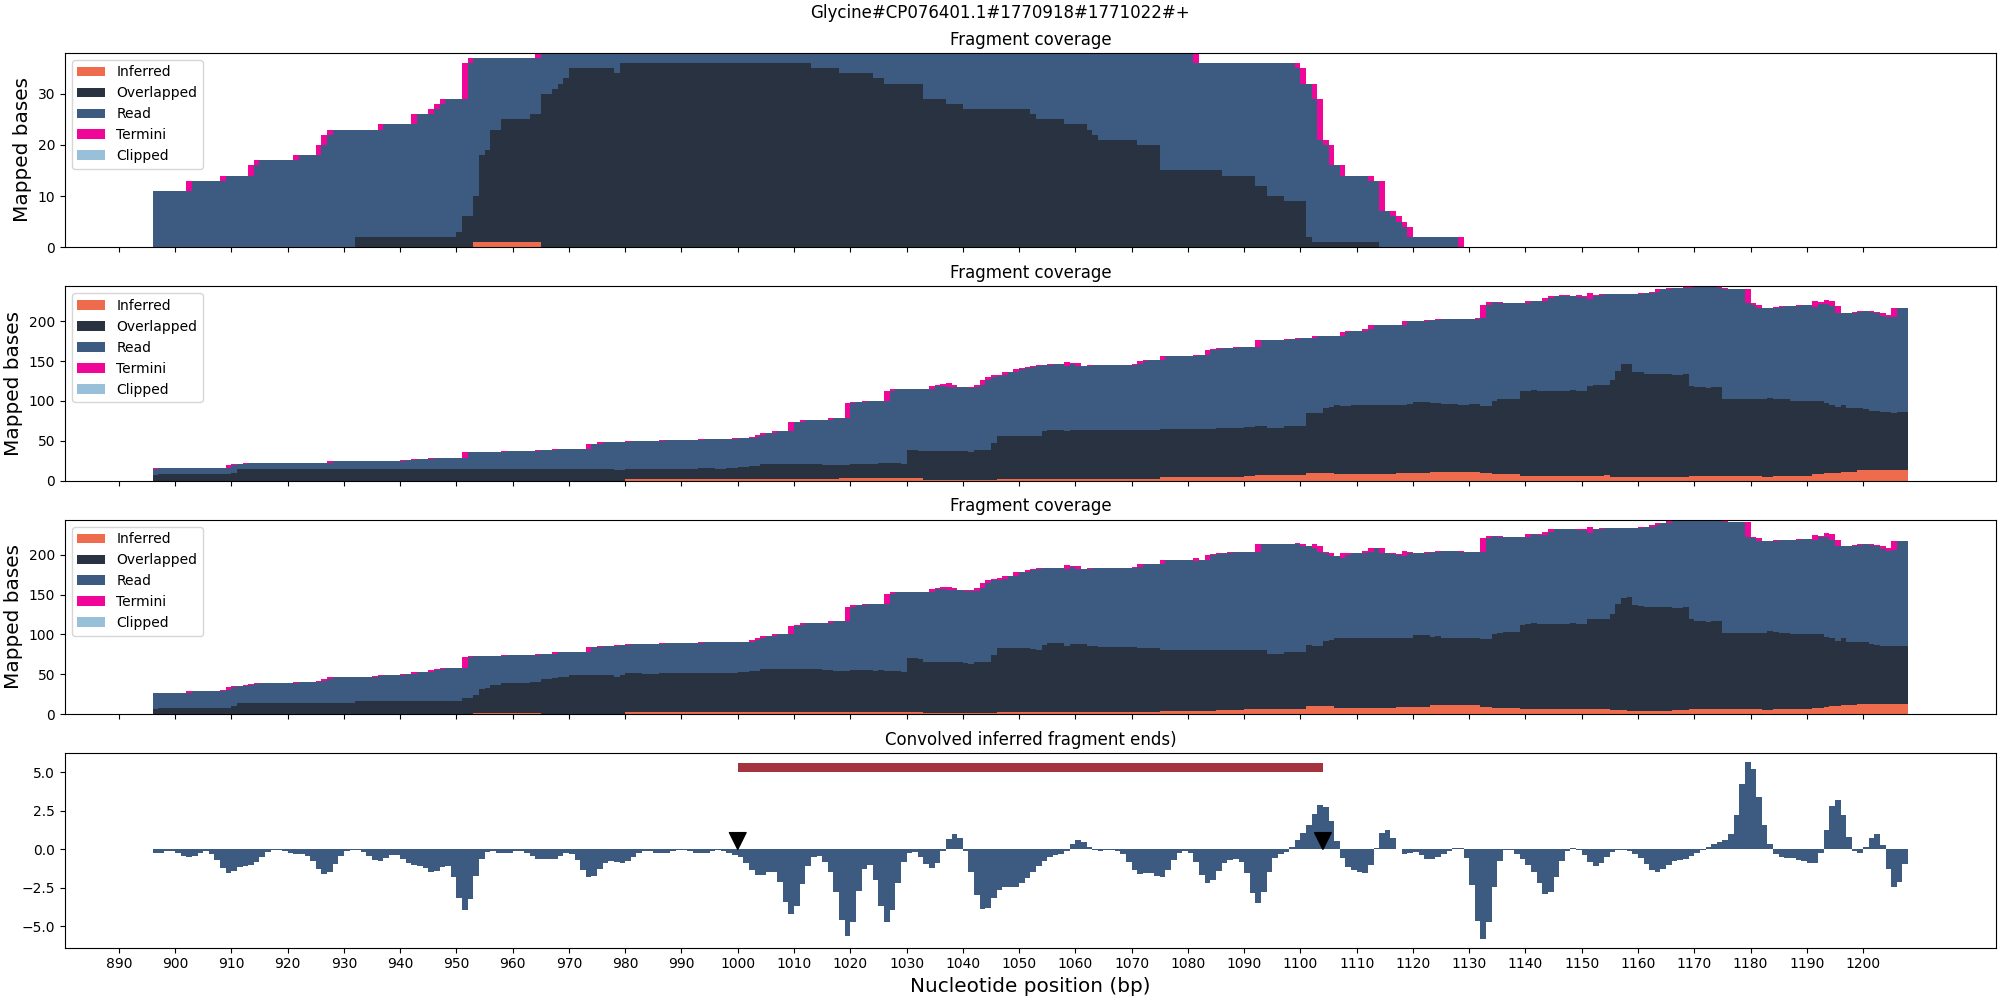 Glycine#CP076401.1#1770918#1771022#+
Fragment coverage
Mapped bases
30
20
10
0
Inferred
Overlapped
Read
Termini
Clipped
Fragment coverage
Mapped bases
200
150
100
50
0
Inferred
Overlapped
Read
Termini
Clipped
Fragment coverage
Mapped bases
200
150
100
50
0
Inferred
Overlapped
Read
Termini
Clipped
Convolved inferred fragment ends)
5.0
2.5
0.0
−2.5
−5.0
890 900 910 920 930 940 950 960 970 980 990 1000 1010 1020 1030 1040 1050 1060 1070 1080 1090 1100 1110 1120 1130 1140 1150 1160 1170 1180 1190 1200
Nucleotide position (bp)